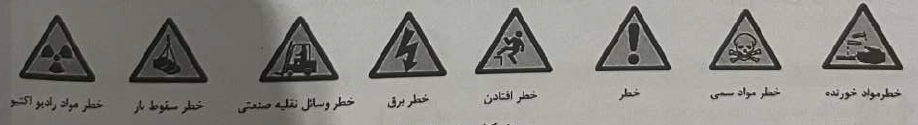 خطرمواد خورنده
خطر مواد سمی
خطر
خطر افتادن
خطر برق
خطر وسائل نقلیه صنعتی
خطر سقوط بار
خطر مواد رادیو اکتیو